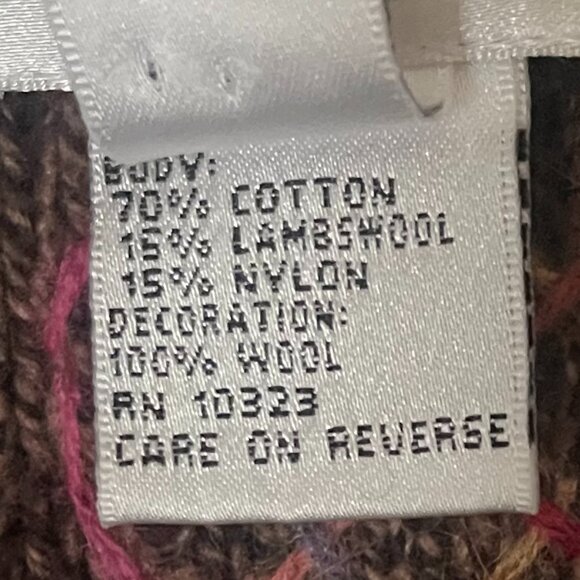 BODY:
70% COTTON
15% LAMBSWOOL
15% NYLON
DECORATION:
100% WOOL
RN 10323
CARE ON REVERSE